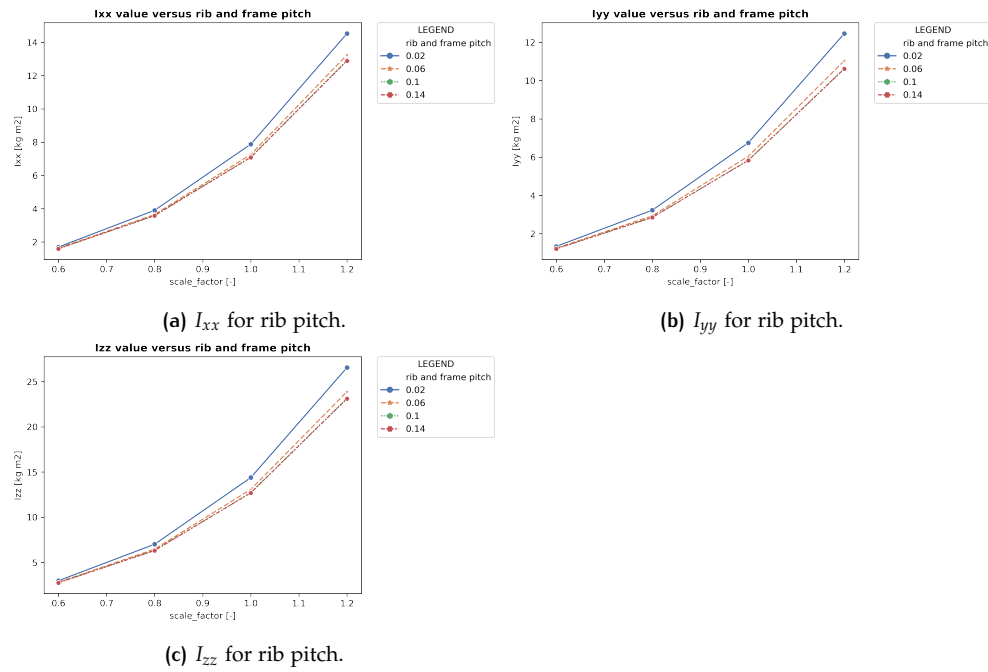 Ixx value versus rib and frame pitch
14
12
10
8
6
4
2
Ixx [kg m2]
0.6 0.7 0.8 0.9 1.0 1.1 1.2
scale_factor [-]
LEGEND
rib and frame pitch
0.02
0.06
0.1
0.14
(a) Ixx for rib pitch.
Iyy value versus rib and frame pitch
12
10
8
6
4
2
Iyy [kg m2]
0.6 0.7 0.8 0.9 1.0 1.1 1.2
scale_factor [-]
LEGEND
rib and frame pitch
0.02
0.06
0.1
0.14
(b) Iyy for rib pitch.
Izz value versus rib and frame pitch
25
20
15
10
5
Izz [kg m2]
0.6 0.7 0.8 0.9 1.0 1.1 1.2
scale_factor [-]
LEGEND
rib and frame pitch
0.02
0.06
0.1
0.14
(c) Izz for rib pitch.